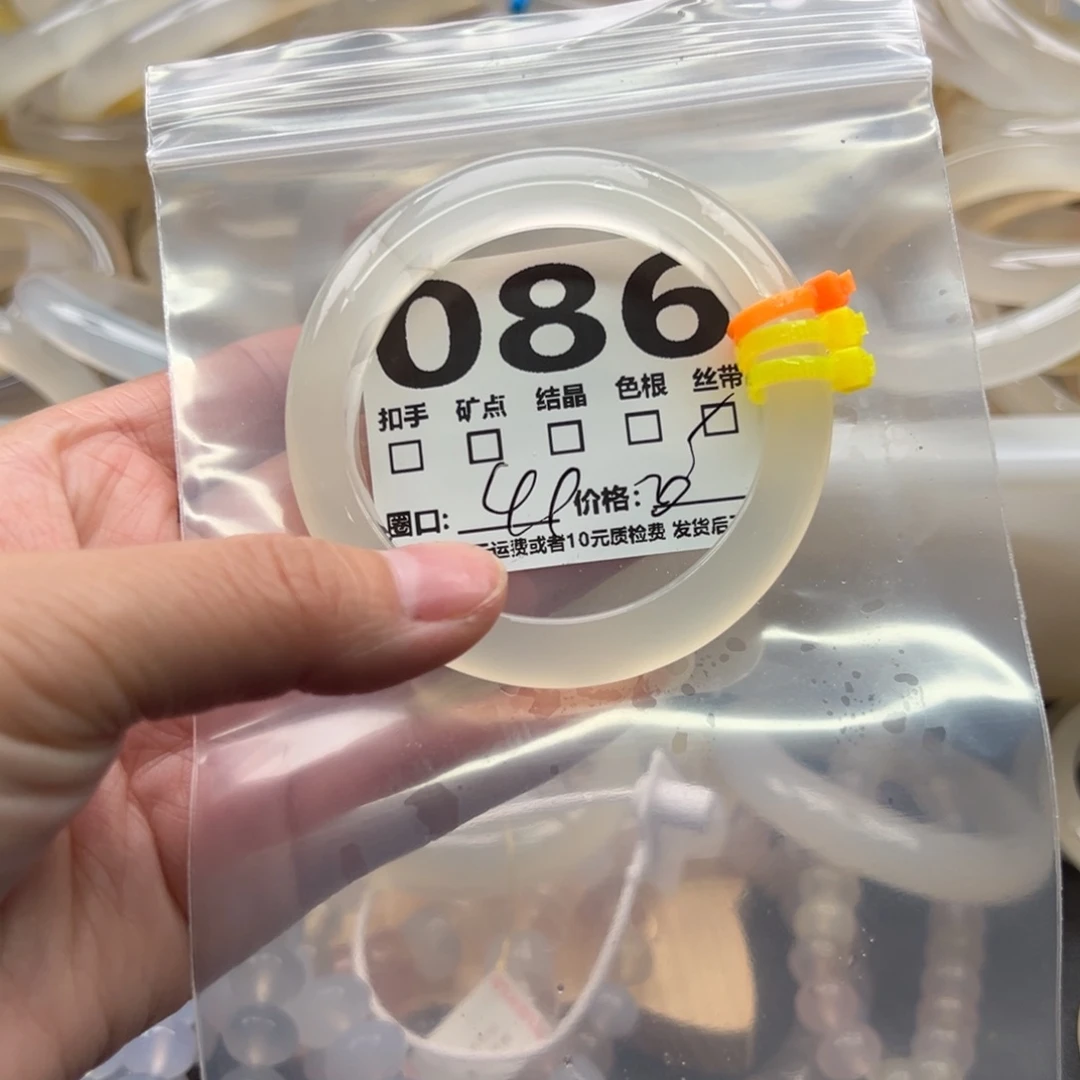 086
扣手 矿点 结晶 色根 丝带
圈口: 价格:
运费或者10元质检费 发货后